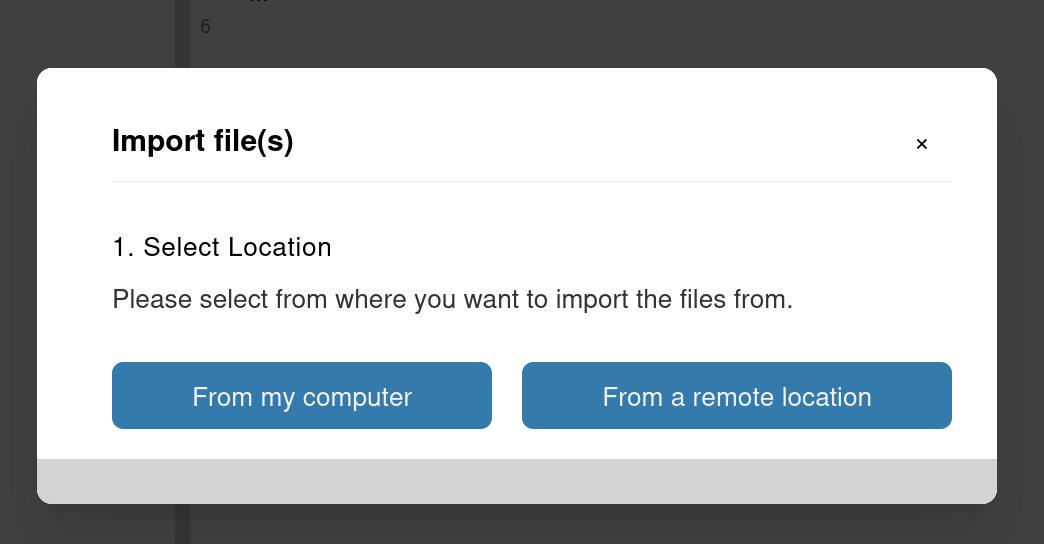 6
Import file(s)
×
1. Select Location
Please select from where you want to import the files from.
From my computer
From a remote location